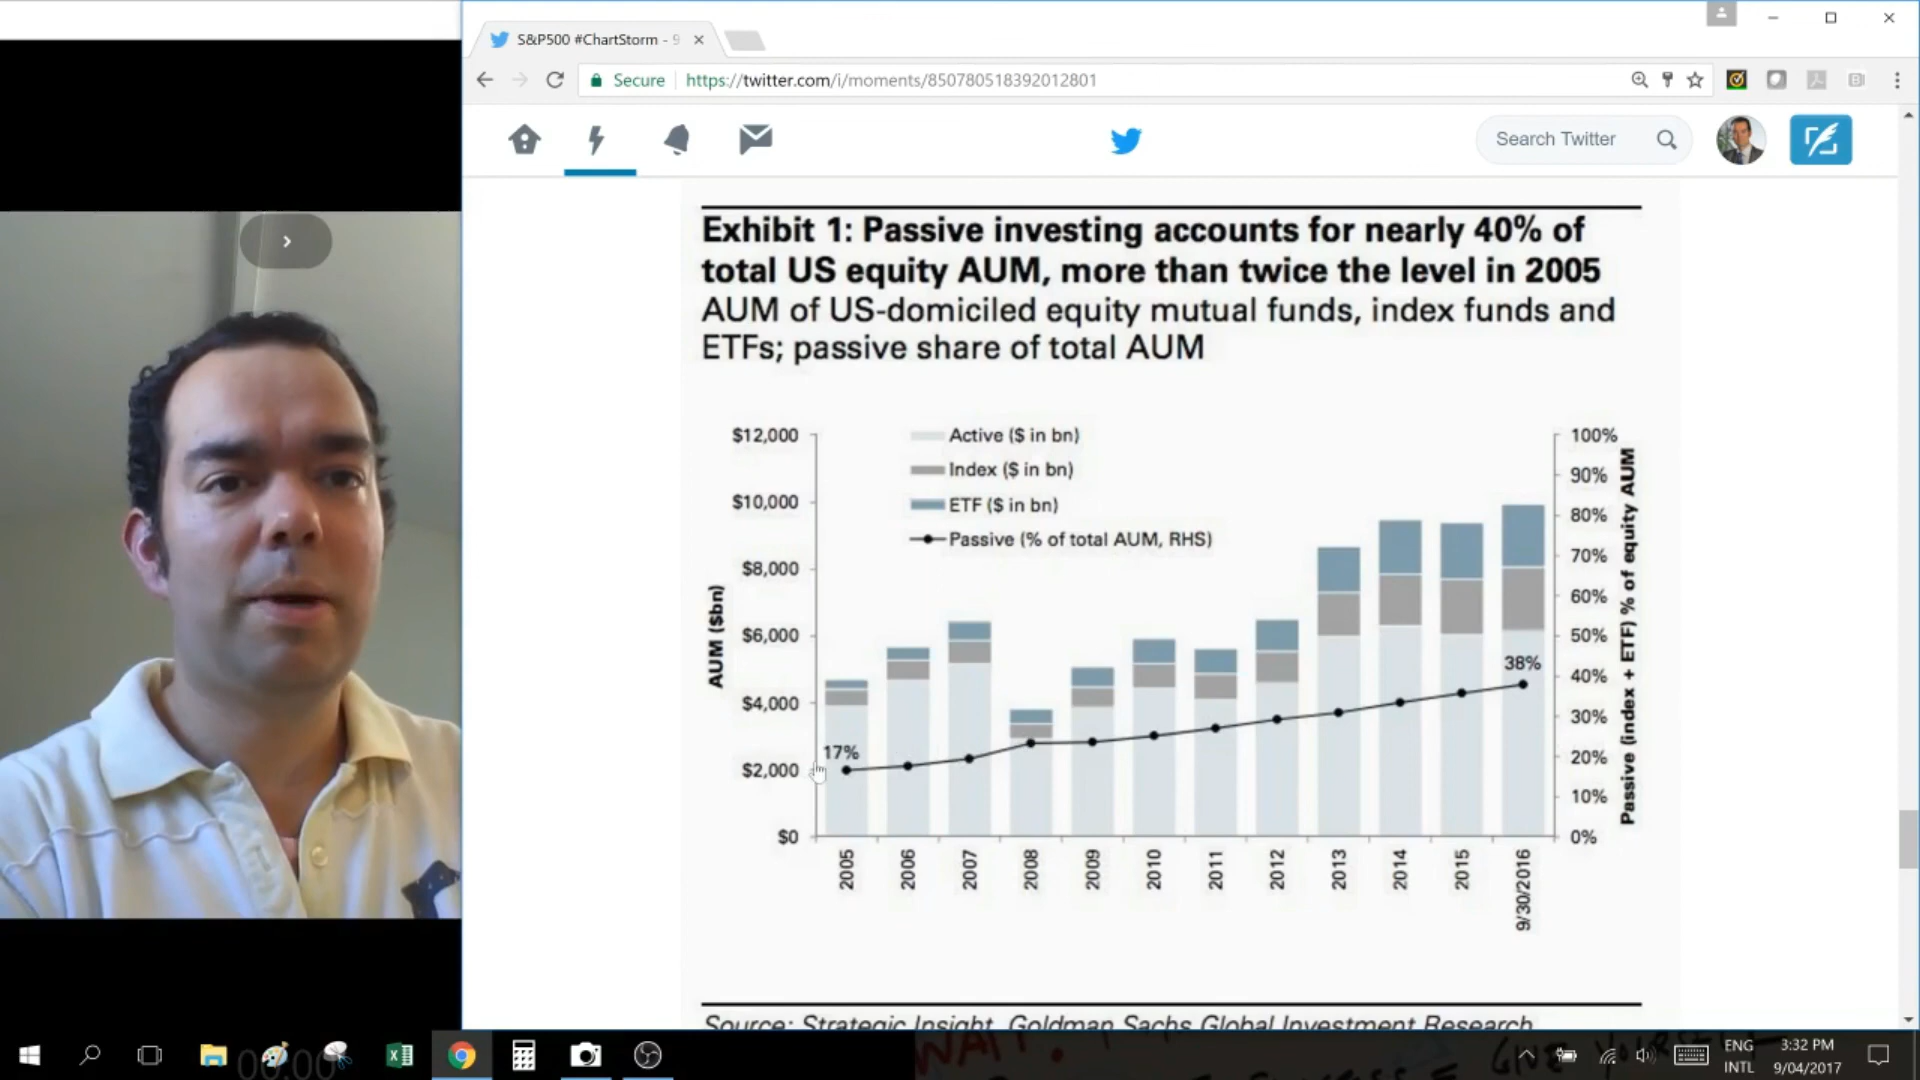 S&P500 #ChartStorm - 9
Secure
https://twitter.com/i/moments/850780518392012801
Search Twitter
Exhibit 1: Passive investing accounts for nearly 40% of
total US equity AUM, more than twice the level in 2005
AUM of US-domiciled equity mutual funds, index funds and
ETFs; passive share of total AUM
$12,000
$10,000
$8,000
$6,000
$4,000
$2,000
$0
AUM ($bn)
Active ($ in bn)
Index ($ in bn)
ETF ($ in bn)
Passive (% of total AUM, RHS)
17%
38%
100%
90%
80%
70%
60%
50%
40%
30%
20%
10%
0%
Passive (index + ETF) % of equity AUM
2005
2006
2007
2008
2009
2010
2011
2012
2013
2014
2015
9/30/2016
Source: Strategic Insight, Goldman Sachs Global Investment Research
00:00
WAIT.
ENG
INTL
3:32 PM
9/04/2017